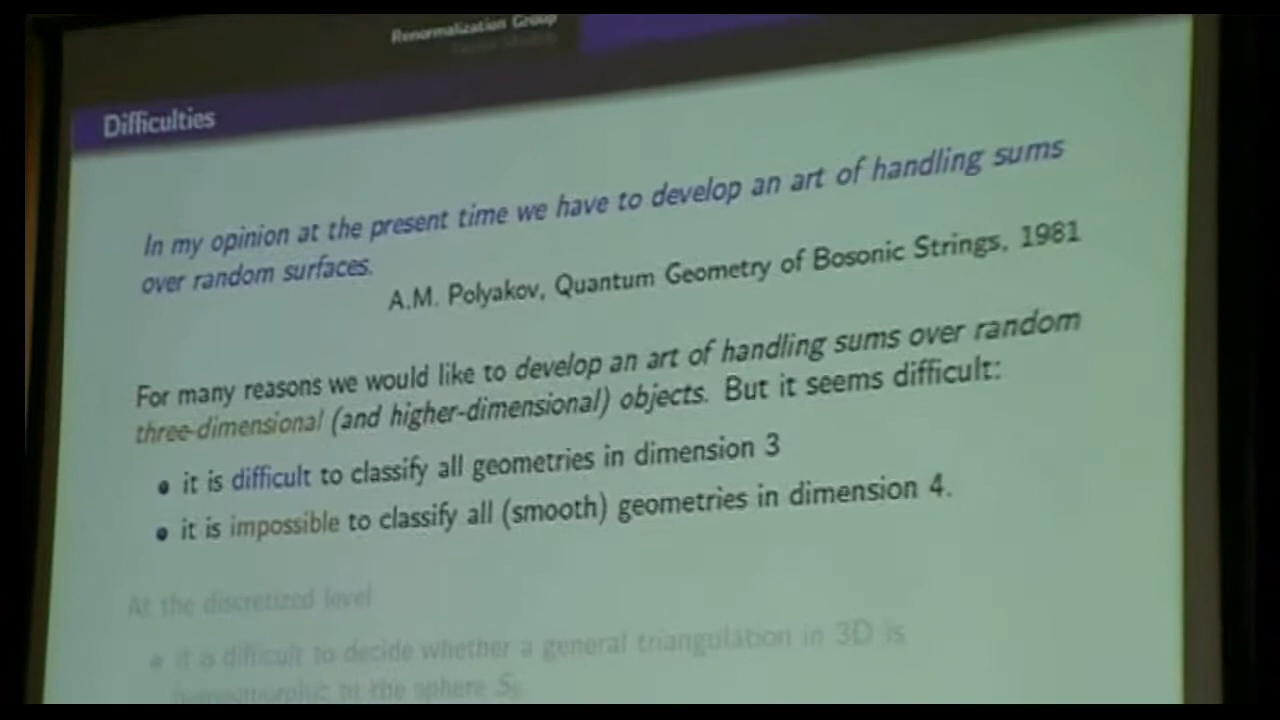 Renormalization Group
Difficulties
In my opinion at the present time we have to develop an art of handling sums
over random surfaces.
A.M. Polyakov, Quantum Geometry of Bosonic Strings, 1981
For many reasons we would like to develop an art of handling sums over random
three-dimensional (and higher-dimensional) objects. But it seems difficult:
• it is difficult to classify all geometries in dimension 3
• it is impossible to classify all (smooth) geometries in dimension 4.
At the discretized level
• it is difficult to decide whether a general triangulation in 3D is
to the sphere